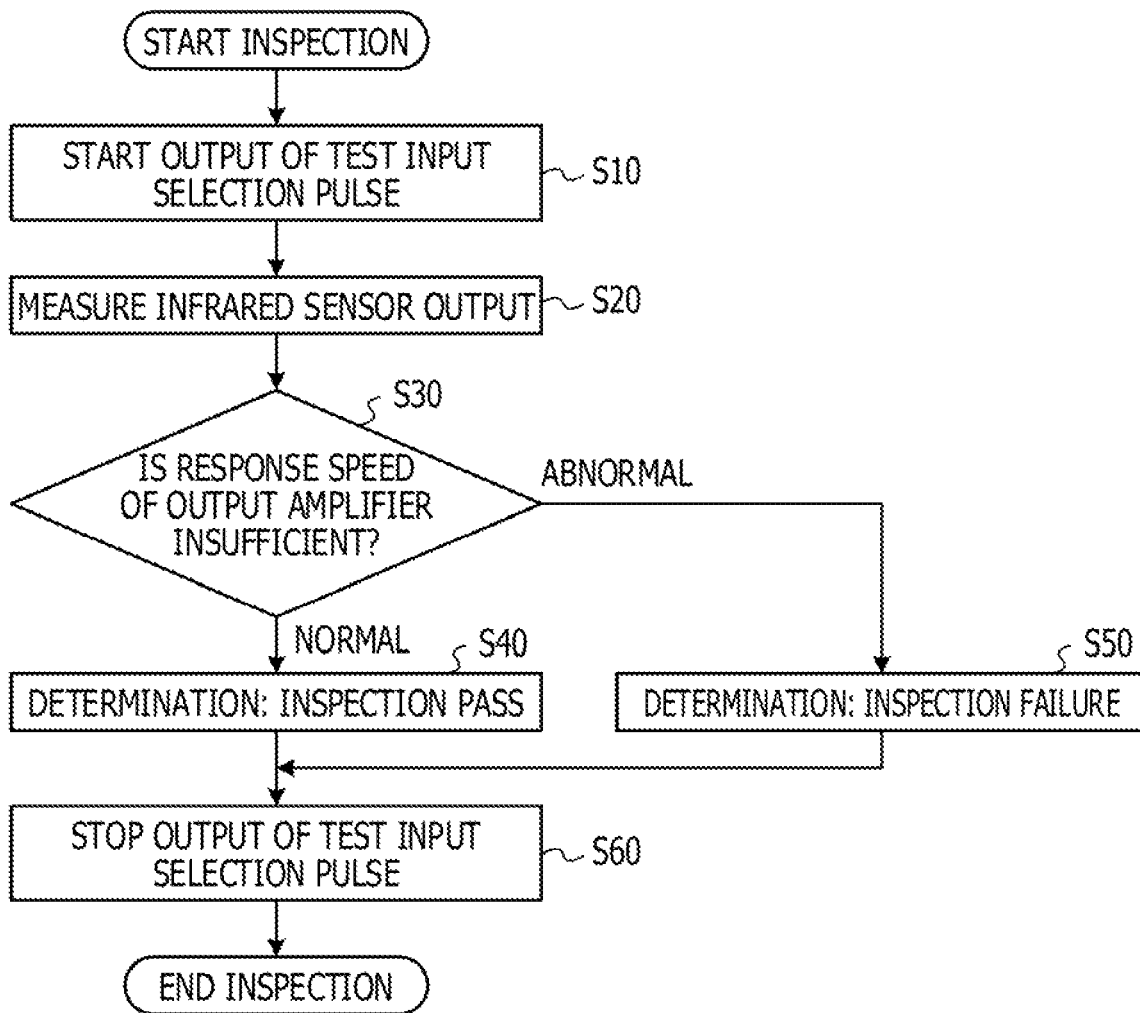 START INSPECTION
START OUTPUT OF TEST INPUT
SELECTION PULSE
S10
MEASURE INFRARED SENSOR OUTPUT
S20
S30
IS RESPONSE SPEED
OF OUTPUT AMPLIFIER
INSUFFICIENT?
ABNORMAL
NORMAL
S40
DETERMINATION: INSPECTION PASS
S50
DETERMINATION: INSPECTION FAILURE
STOP OUTPUT OF TEST INPUT
SELECTION PULSE
S60
END INSPECTION